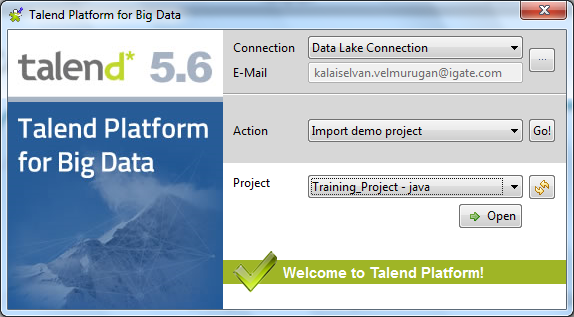 Talend Platform for Big Data
talend* 5.6
Talend Platform
for Big Data
Connection Data Lake Connection ...
E-Mail kalaiselvan.velmurugan@igate.com
Action Import demo project Go!
Project Training_Project - java
Open
Welcome to Talend Platform!